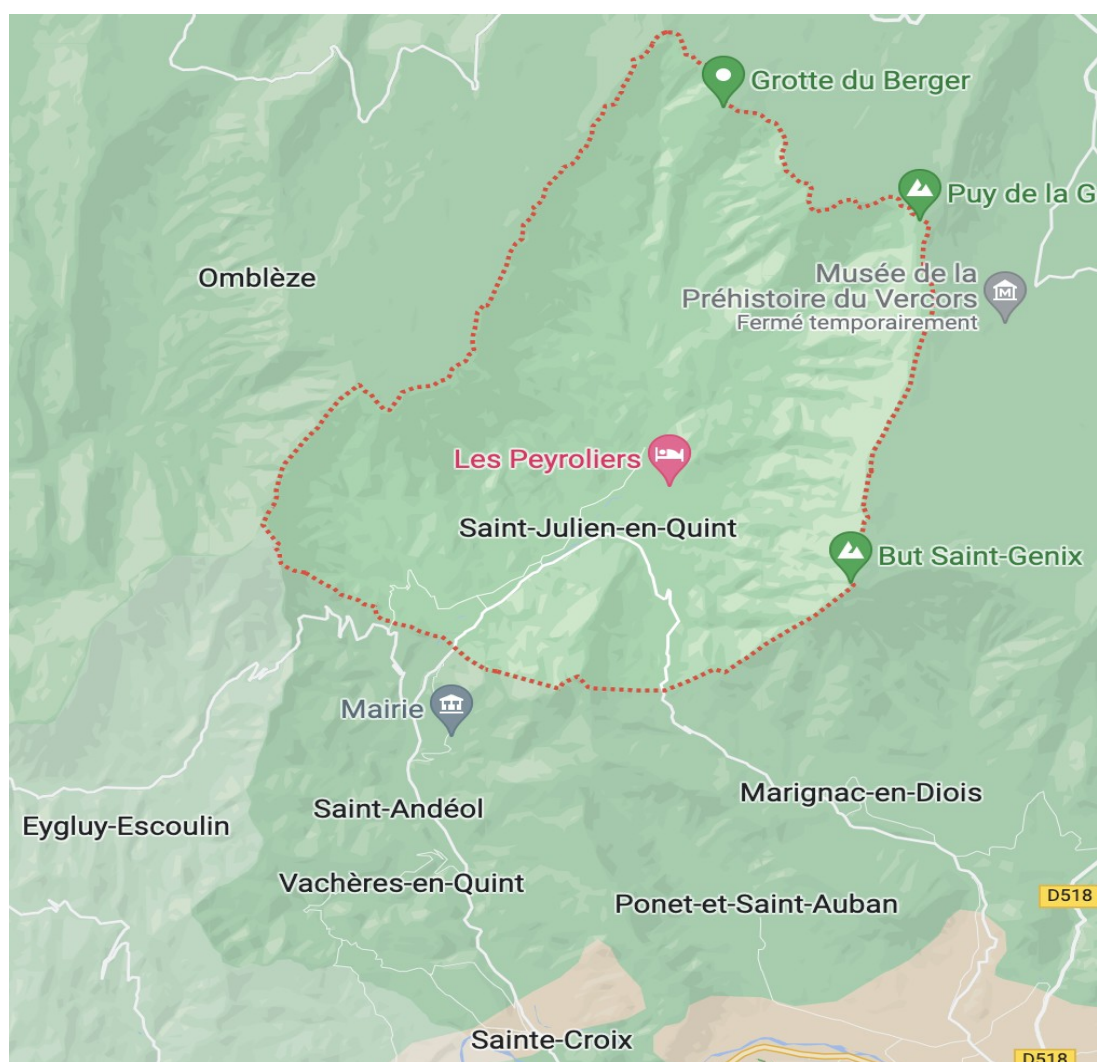 Grotte du Berger
Puy de la G
Omblèze
Musée de la
Préhistoire du Vercors
Fermé temporairement
Les Peyroliers
Saint-Julien-en-Quint
But Saint-Genix
Mairie
Marignac-en-Diois
Saint-Andéol
Eygluy-Escoulin
Vachères-en-Quint
D518
Ponet-et-Saint-Auban
Sainte-Croix
D518